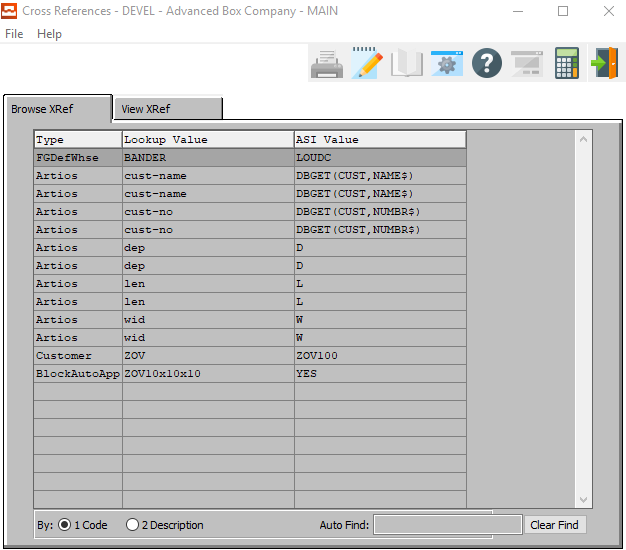 Cross References - DEVEL - Advanced Box Company - MAIN
File Help
Browse XRef View XRef
Type Lookup Value ASI Value
FGDefWhse BANDER LOUDC
Artios cust-name DBGET(CUST,NAME$)
Artios cust-name DBGET(CUST,NAME$)
Artios cust-no DBGET(CUST,NUMBR$)
Artios cust-no DBGET(CUST,NUMBR$)
Artios dep D
Artios dep D
Artios len L
Artios len L
Artios wid W
Artios wid W
Customer ZOV ZOV100
BlockAutoApp ZOV10x10x10 YES
By: 1 Code 2 Description Auto Find: Clear Find